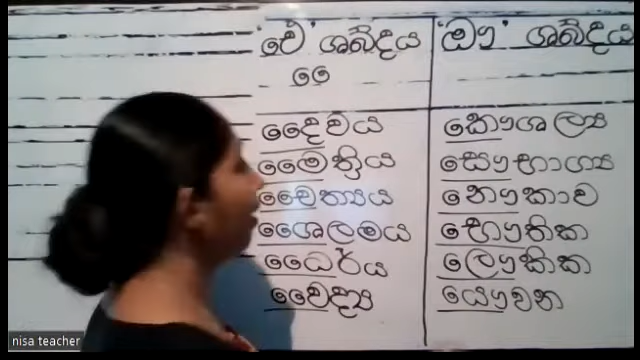 'ඓ' ශබ්දය 'ඖ' ශබ්දය
ෛ
දෛවය කෞශල්‍ය
මෛත්‍රිය සෞභාග්‍ය
චෛත්‍යය නෞකාව
ශෛලමය භෞතික
ධෛර්ය ලෞකික
වෛද්‍ය යෞවන
nisa teacher